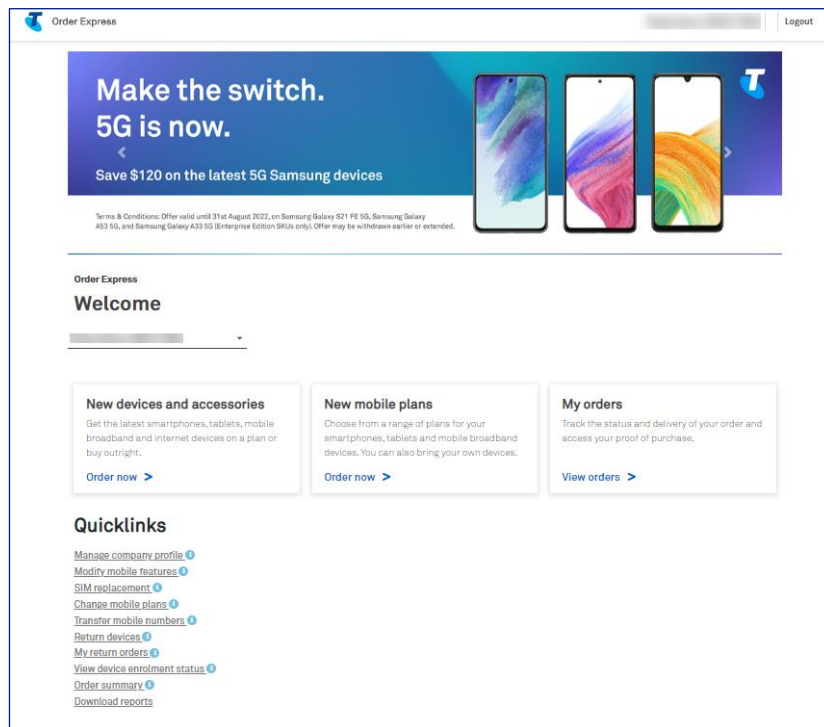 Order Express
Logout
Make the switch.
5G is now.
Save $120 on the latest 5G Samsung devices
Terms & Conditions: Offer valid until 31st August 2022, on Samsung Galaxy S21 FE 5G, Samsung Galaxy
A53 5G, and Samsung Galaxy A33 5G (Enterprise Edition SKUs only). Offer may be withdrawn earlier or extended.
Order Express
Welcome
New devices and accessories
Get the latest smartphones, tablets, mobile
broadband and internet devices on a plan or
buy outright.
Order now >
New mobile plans
Choose from a range of plans for your
smartphones, tablets and mobile broadband
devices. You can also bring your own devices.
Order now >
My orders
Track the status and delivery of your order and
access your proof of purchase.
View orders >
Quicklinks
Manage company profile
Modify mobile features
SIM replacement
Change mobile plans
Transfer mobile numbers
Return devices
My return orders
View device enrolment status
Order summary
Download reports